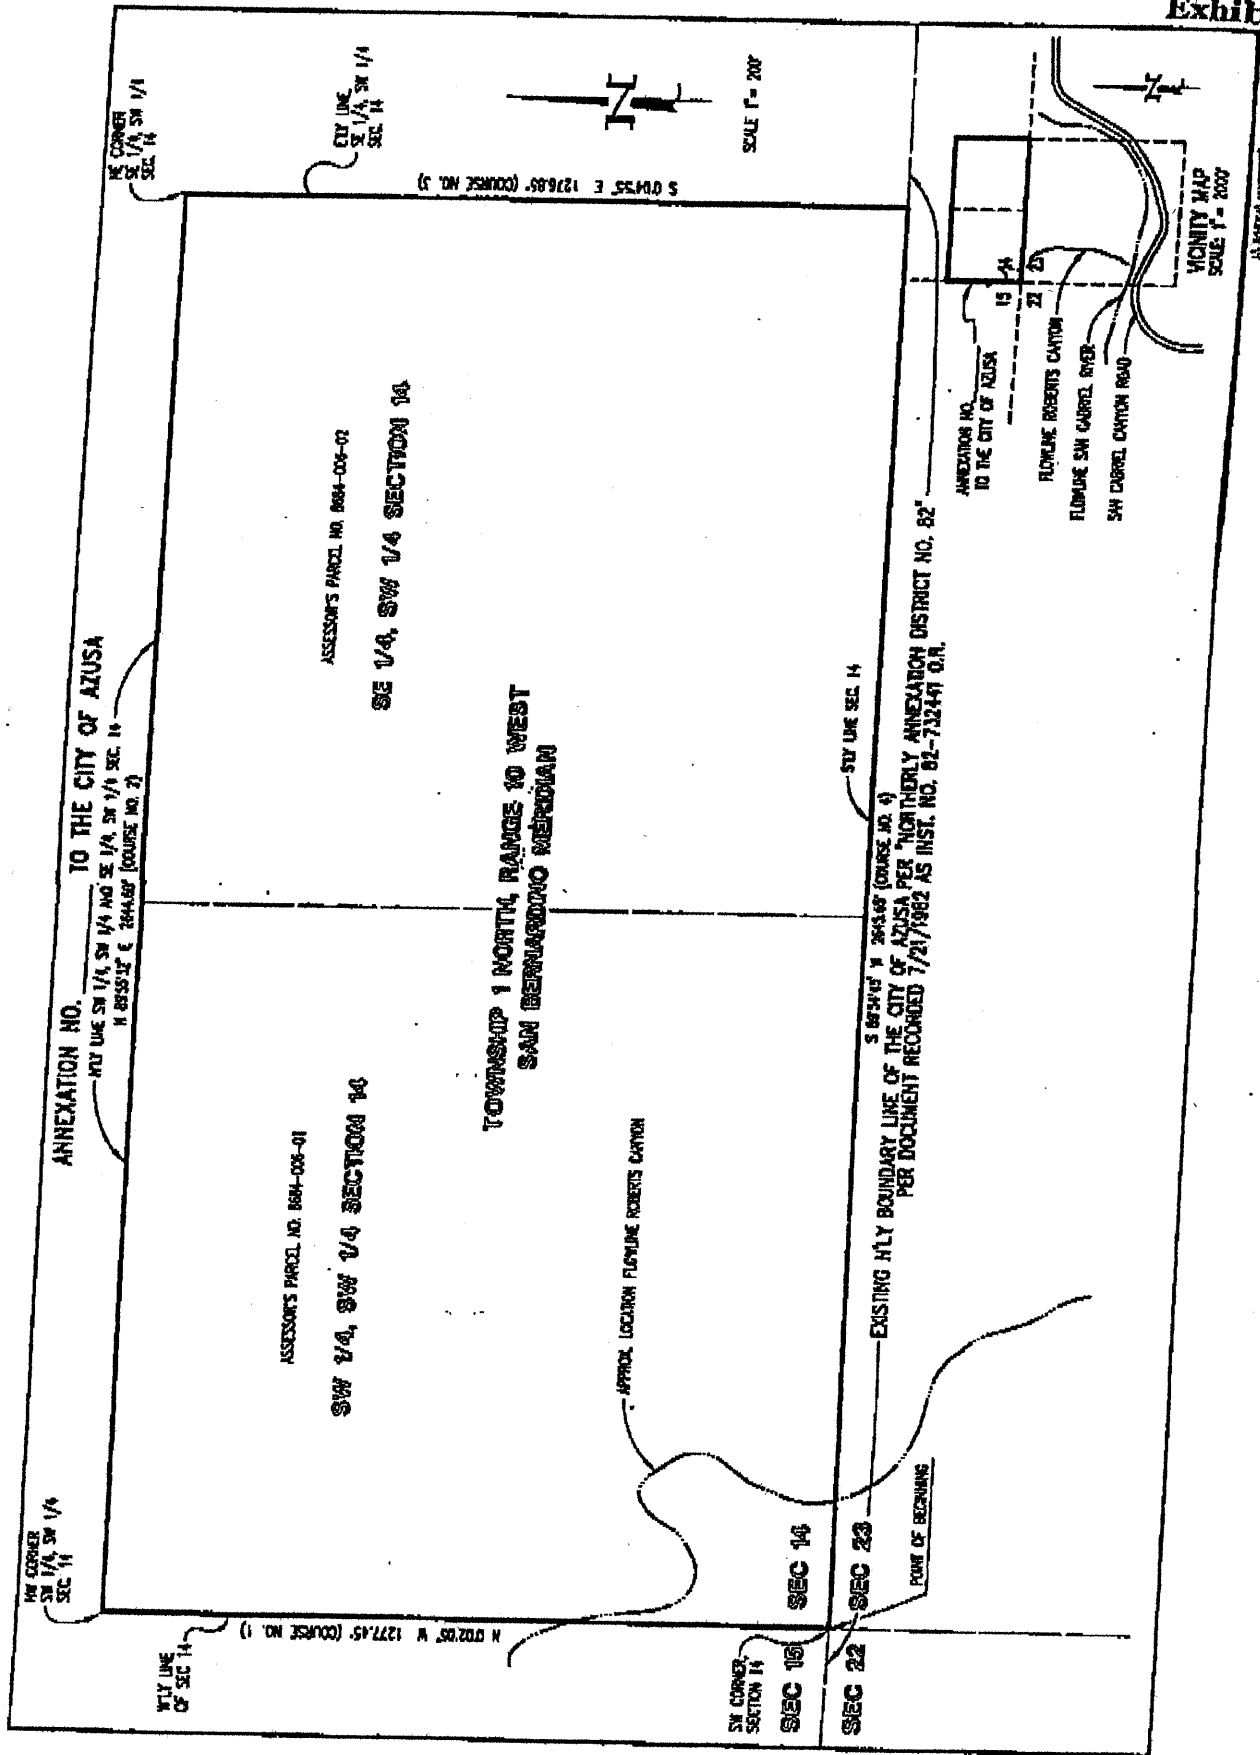 Exhib
ANNEXATION NO. TO THE CITY OF AZUSA
N'LY LINE SW 1/4, SW 1/4 AND SE 1/4, SW 1/4 SEC. 14
N 89°55'12" E 2644.60' (COURSE NO. 2)
NW CORNER
SW 1/4, SW 1/4
SEC. 14
NE CORNER
SE 1/4, SW 1/4
SEC. 14
E'LY LINE
SE 1/4, SW 1/4
SEC. 14
W'LY LINE
OF SEC 14
N 0°02'05" W 1277.45' (COURSE NO. 1)
S 0°04'55" E 1276.85' (COURSE NO. 3)
N
SCALE 1"= 200'
ASSESSOR'S PARCEL NO. 8684-006-01
SW 1/4, SW 1/4 SECTION 14
ASSESSOR'S PARCEL NO. 8684-006-02
SE 1/4, SW 1/4 SECTION 14
TOWNSHIP 1 NORTH, RANGE 10 WEST
SAN BERNARDINO MERIDIAN
APPROX. LOCATION FLOWLINE ROBERTS CANYON
SW CORNER,
SECTION 14
SEC 15
SEC 14
SEC 22
SEC 23
POINT OF BEGINNING
S'LY LINE SEC. 14
(COURSE NO. 4)
EXISTING N'LY BOUNDARY LINE OF THE CITY OF AZUSA PER "NORTHERLY ANNEXATION DISTRICT NO. 82"
PER DOCUMENT RECORDED 7/21/1982 AS INST. NO. 82-732447 O.R.
ANNEXATION NO.
TO THE CITY OF AZUSA
15
14
22
23
FLOWLINE ROBERTS CANYON
FLOWLINE SAN GABRIEL RIVER
SAN GABRIEL CANYON ROAD
N
VICINITY MAP
SCALE: 1"= 2000'